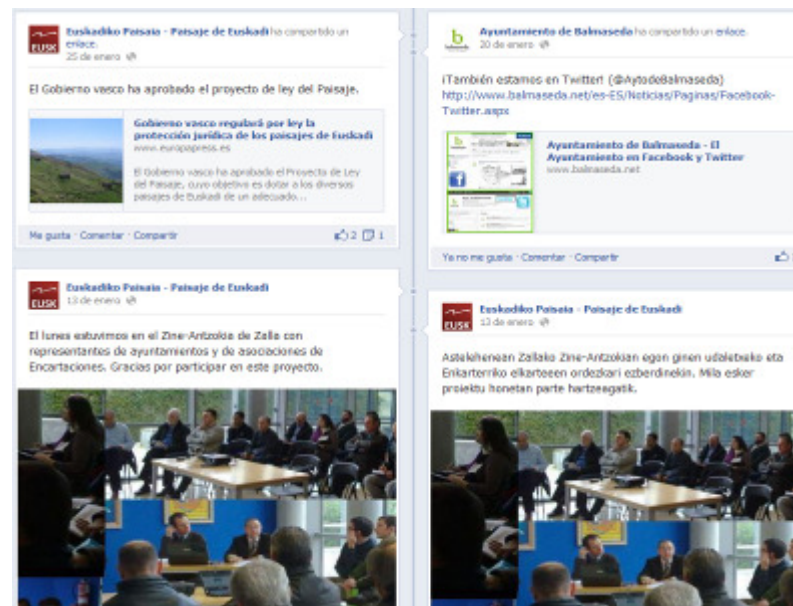 Euskadiko Paisaia - Paisaje de Euskadi ha compartido un
enlace.
25 de enero
EUSK
El Gobierno vasco ha aprobado el proyecto de ley del Paisaje.
Gobierno vasco regulará por ley la
protección jurídica de los paisajes de Euskadi
www.europapress.es
El Gobierno vasco ha aprobado el Proyecto de Ley
del Paisaje, cuyo objetivo es dotar a los diversos
paisajes de Euskadi de un adecuado...
Me gusta · Comentar · Compartir
2 1
Euskadiko Paisaia - Paisaje de Euskadi
13 de enero
EUSK
El lunes estuvimos en el Zine-Antzokia de Zalla con
representantes de ayuntamientos y de asociaciones de
Encartaciones. Gracias por participar en este proyecto.
Ayuntamiento de Balmaseda ha compartido un enlace.
20 de enero
¡También estamos en Twitter! (@AytodeBalmaseda)
http://www.balmaseda.net/es-ES/Noticias/Paginas/Facebook-
Twitter.aspx
Ayuntamiento de Balmaseda - El
Ayuntamiento en Facebook y Twitter
www.balmaseda.net
Ya no me gusta · Comentar · Compartir
Euskadiko Paisaia - Paisaje de Euskadi
13 de enero
EUSK
Astelehenean Zallako Zine-Antzokian egon ginen udaletxeko eta
Enkarterriko elkarteeen ordezkari ezberdinekin. Mila esker
proiektu honetan parte hartzeagatik.